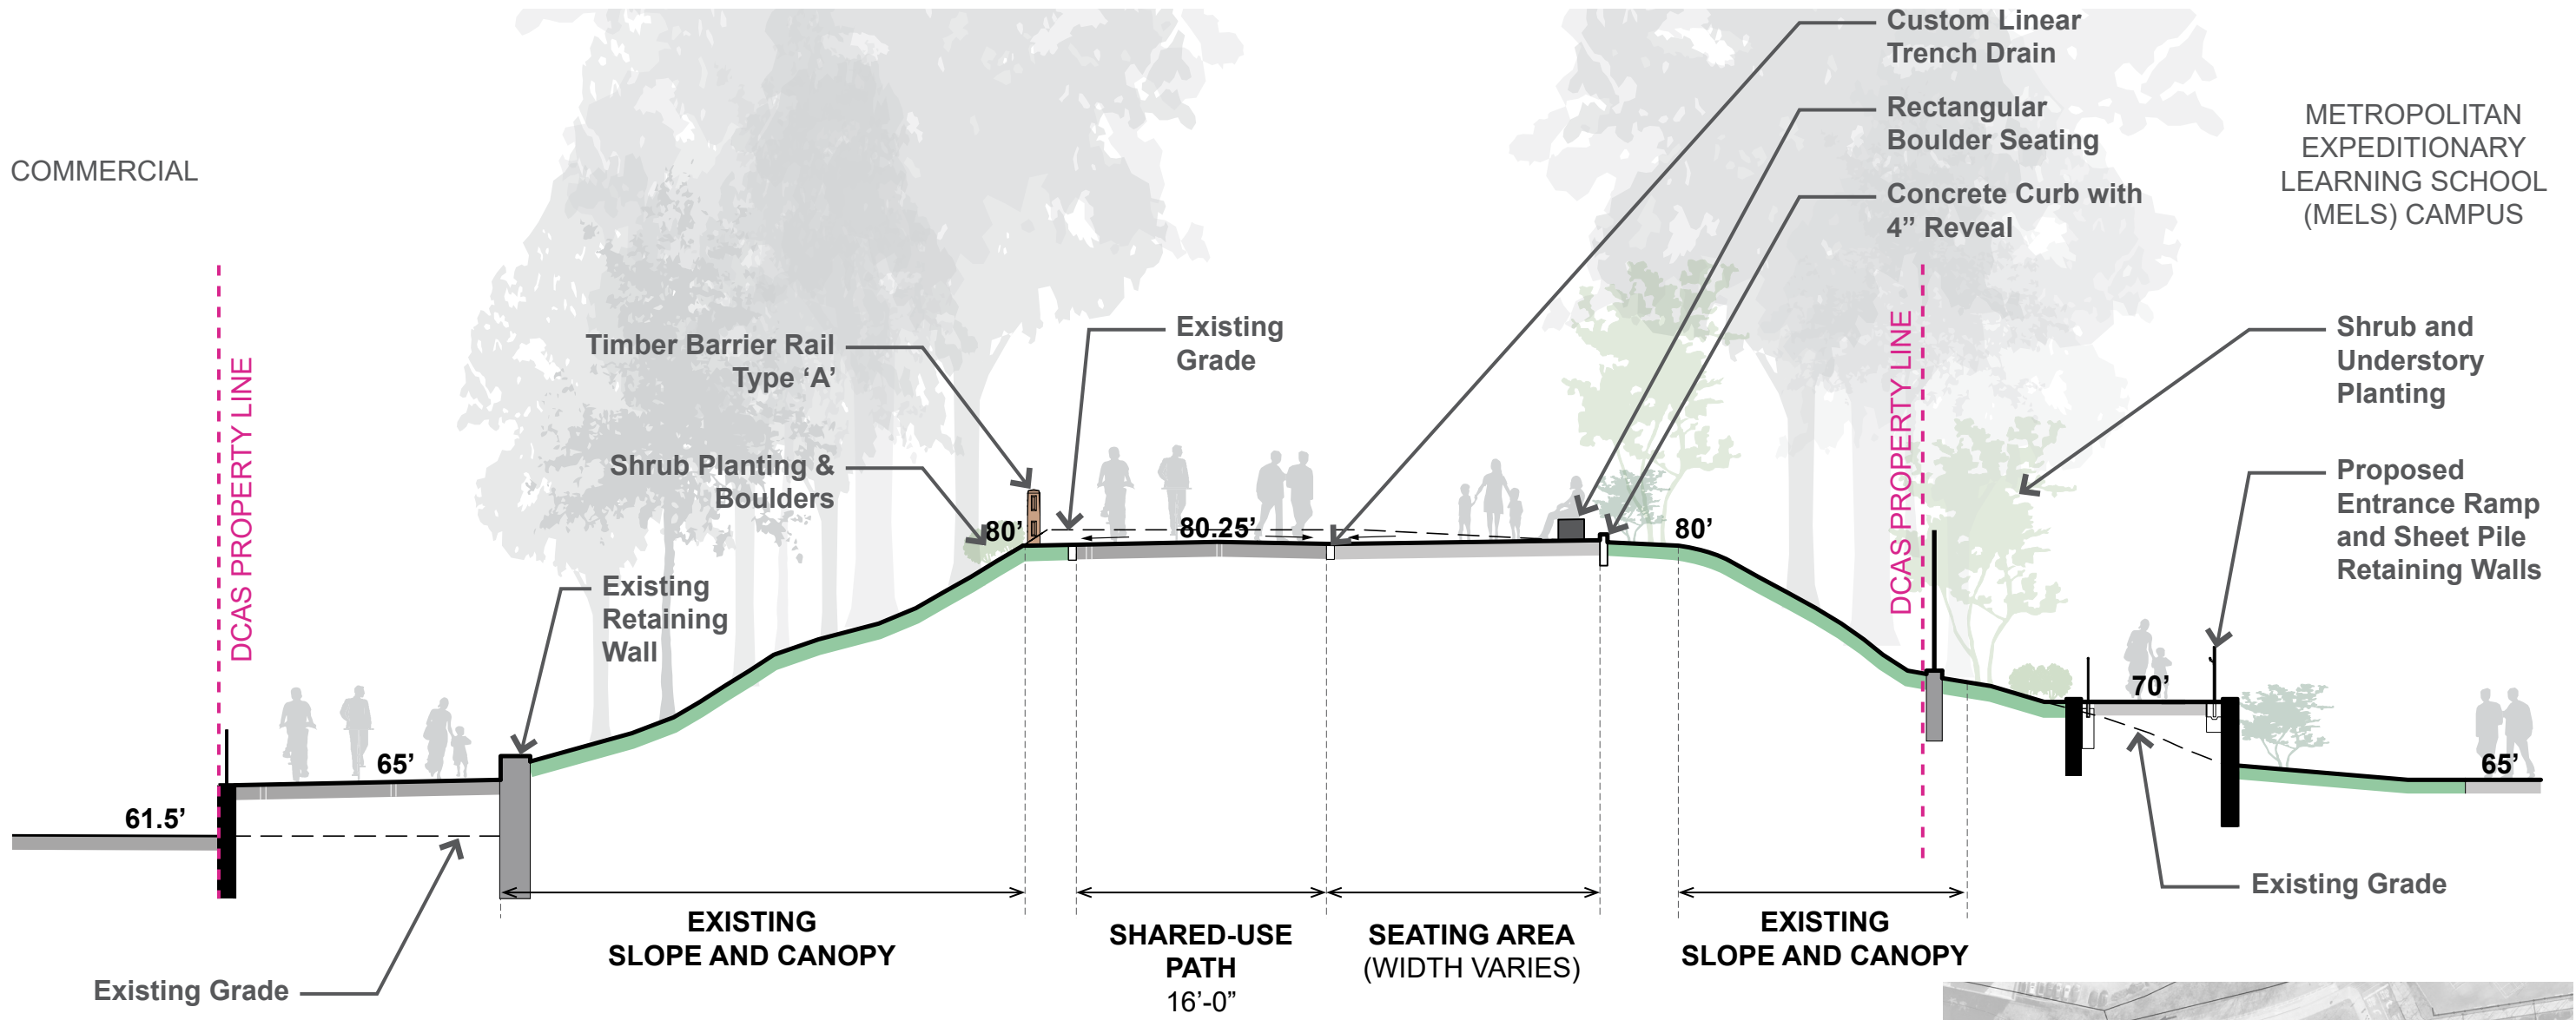 Custom Linear
Trench Drain
Rectangular
Boulder Seating
Concrete Curb with
4” Reveal
METROPOLITAN
EXPEDITIONARY
LEARNING SCHOOL
(MELS) CAMPUS
COMMERCIAL
DCAS PROPERTY LINE
Timber Barrier Rail
Type ‘A’
Existing
Grade
Shrub Planting &
Boulders
Existing
Retaining
Wall
DCAS PROPERTY LINE
Shrub and
Understory
Planting
Proposed
Entrance Ramp
and Sheet Pile
Retaining Walls
80’
80.25’
80’
70’
65’
65’
61.5’
Existing Grade
Existing Grade
EXISTING
SLOPE AND CANOPY
SHARED-USE
PATH
16’-0”
SEATING AREA
(WIDTH VARIES)
EXISTING
SLOPE AND CANOPY